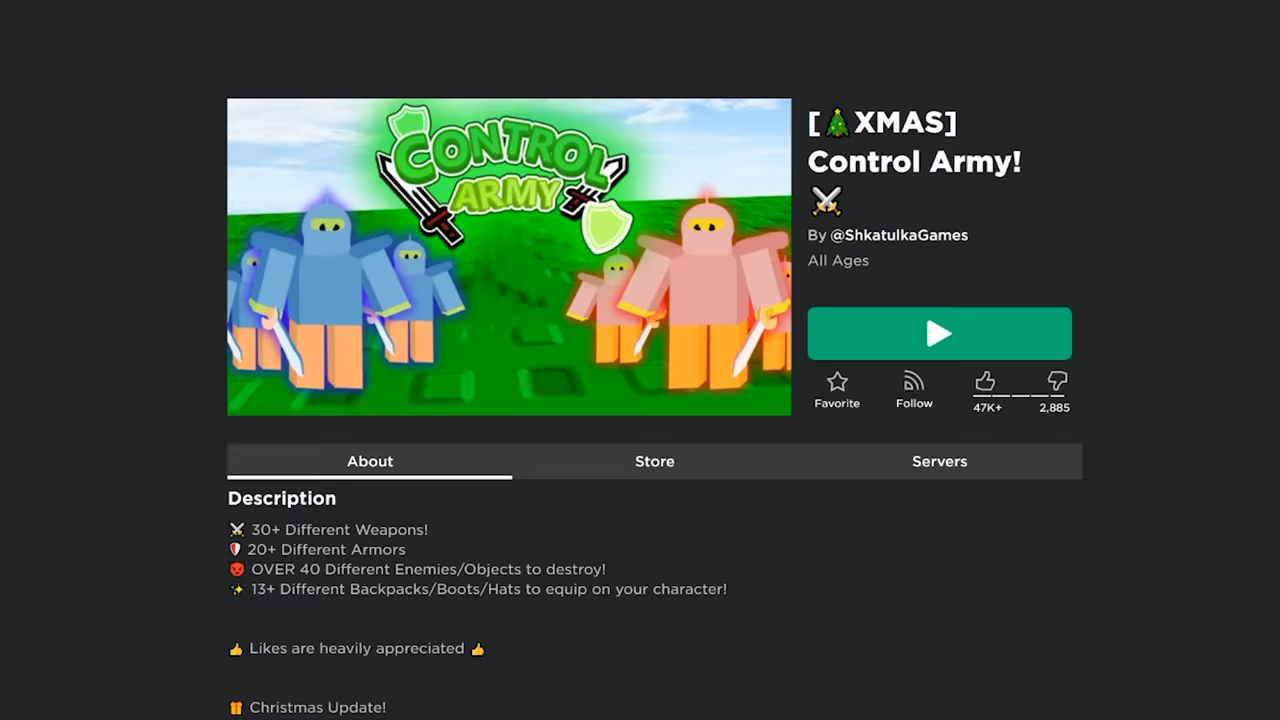 CONTROL
ARMY
[🎄XMAS]
Control Army!
⚔️
By @ShkatulkaGames
All Ages
Favorite
Follow
47K+
2,885
About
Store
Servers
Description
⚔️ 30+ Different Weapons!
🛡️ 20+ Different Armors
👹 OVER 40 Different Enemies/Objects to destroy!
✨ 13+ Different Backpacks/Boots/Hats to equip on your character!
👍 Likes are heavily appreciated 👍
🎁 Christmas Update!